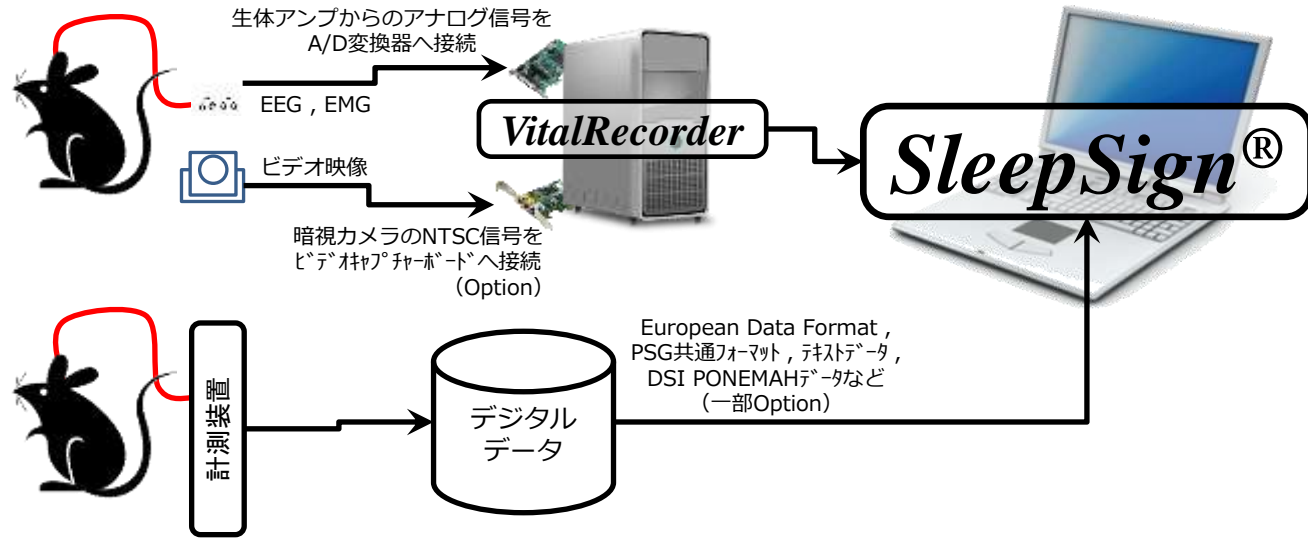 生体アンプからのアナログ信号を
A/D変換器へ接続
EEG , EMG
VitalRecorder
SleepSign®
ビデオ映像
暗視カメラのNTSC信号を
ﾋﾞﾃﾞｵｷｬﾌﾟﾁｬｰﾎﾞｰﾄﾞへ接続
（Option）
計測装置
デジタル
データ
European Data Format ,
PSG共通ﾌｫｰﾏｯﾄ , ﾃｷｽﾄﾃﾞｰﾀ ,
DSI PONEMAHﾃﾞｰﾀなど
（一部Option）